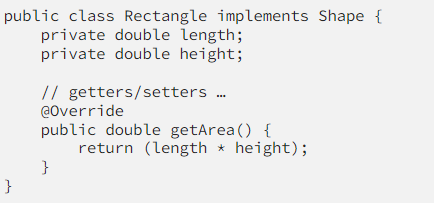 public class Rectangle implements Shape {
    private double length;
    private double height;

    // getters/setters …
    @Override
    public double getArea() {
        return (length * height);
    }
}